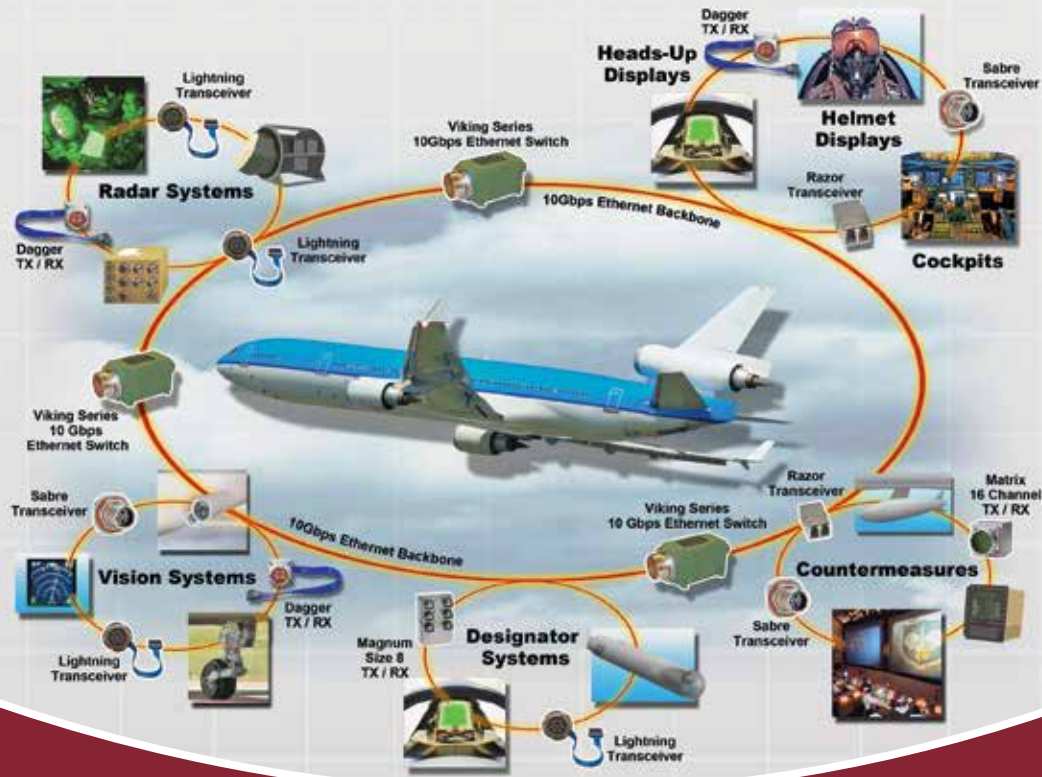 Dagger
TX / RX
Heads-Up
Displays
Sabre
Transceiver
Helmet
Displays
Lightning
Transceiver
Viking Series
10Gbps Ethernet Switch
Razor
Transceiver
Radar Systems
10Gbps Ethernet Backbone
Dagger
TX / RX
Lightning
Transceiver
Cockpits
Viking Series
10 Gbps
Ethernet Switch
Razor
Transceiver
Matrix
16 Channel
TX / RX
Sabre
Transceiver
Viking Series
10 Gbps Ethernet Switch
10Gbps Ethernet Backbone
Vision Systems
Countermeasures
Dagger
TX / RX
Sabre
Transceiver
Magnum
Size 8
TX / RX
Designator
Systems
Lightning
Transceiver
Lightning
Transceiver